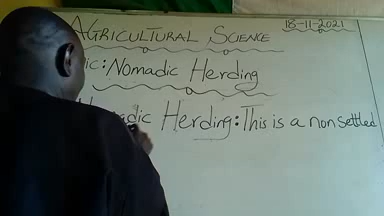 AGRICULTURAL SCIENCE
18-11-2021
ic: Nomadic Herding
Nomadic Herding: This is a non settled